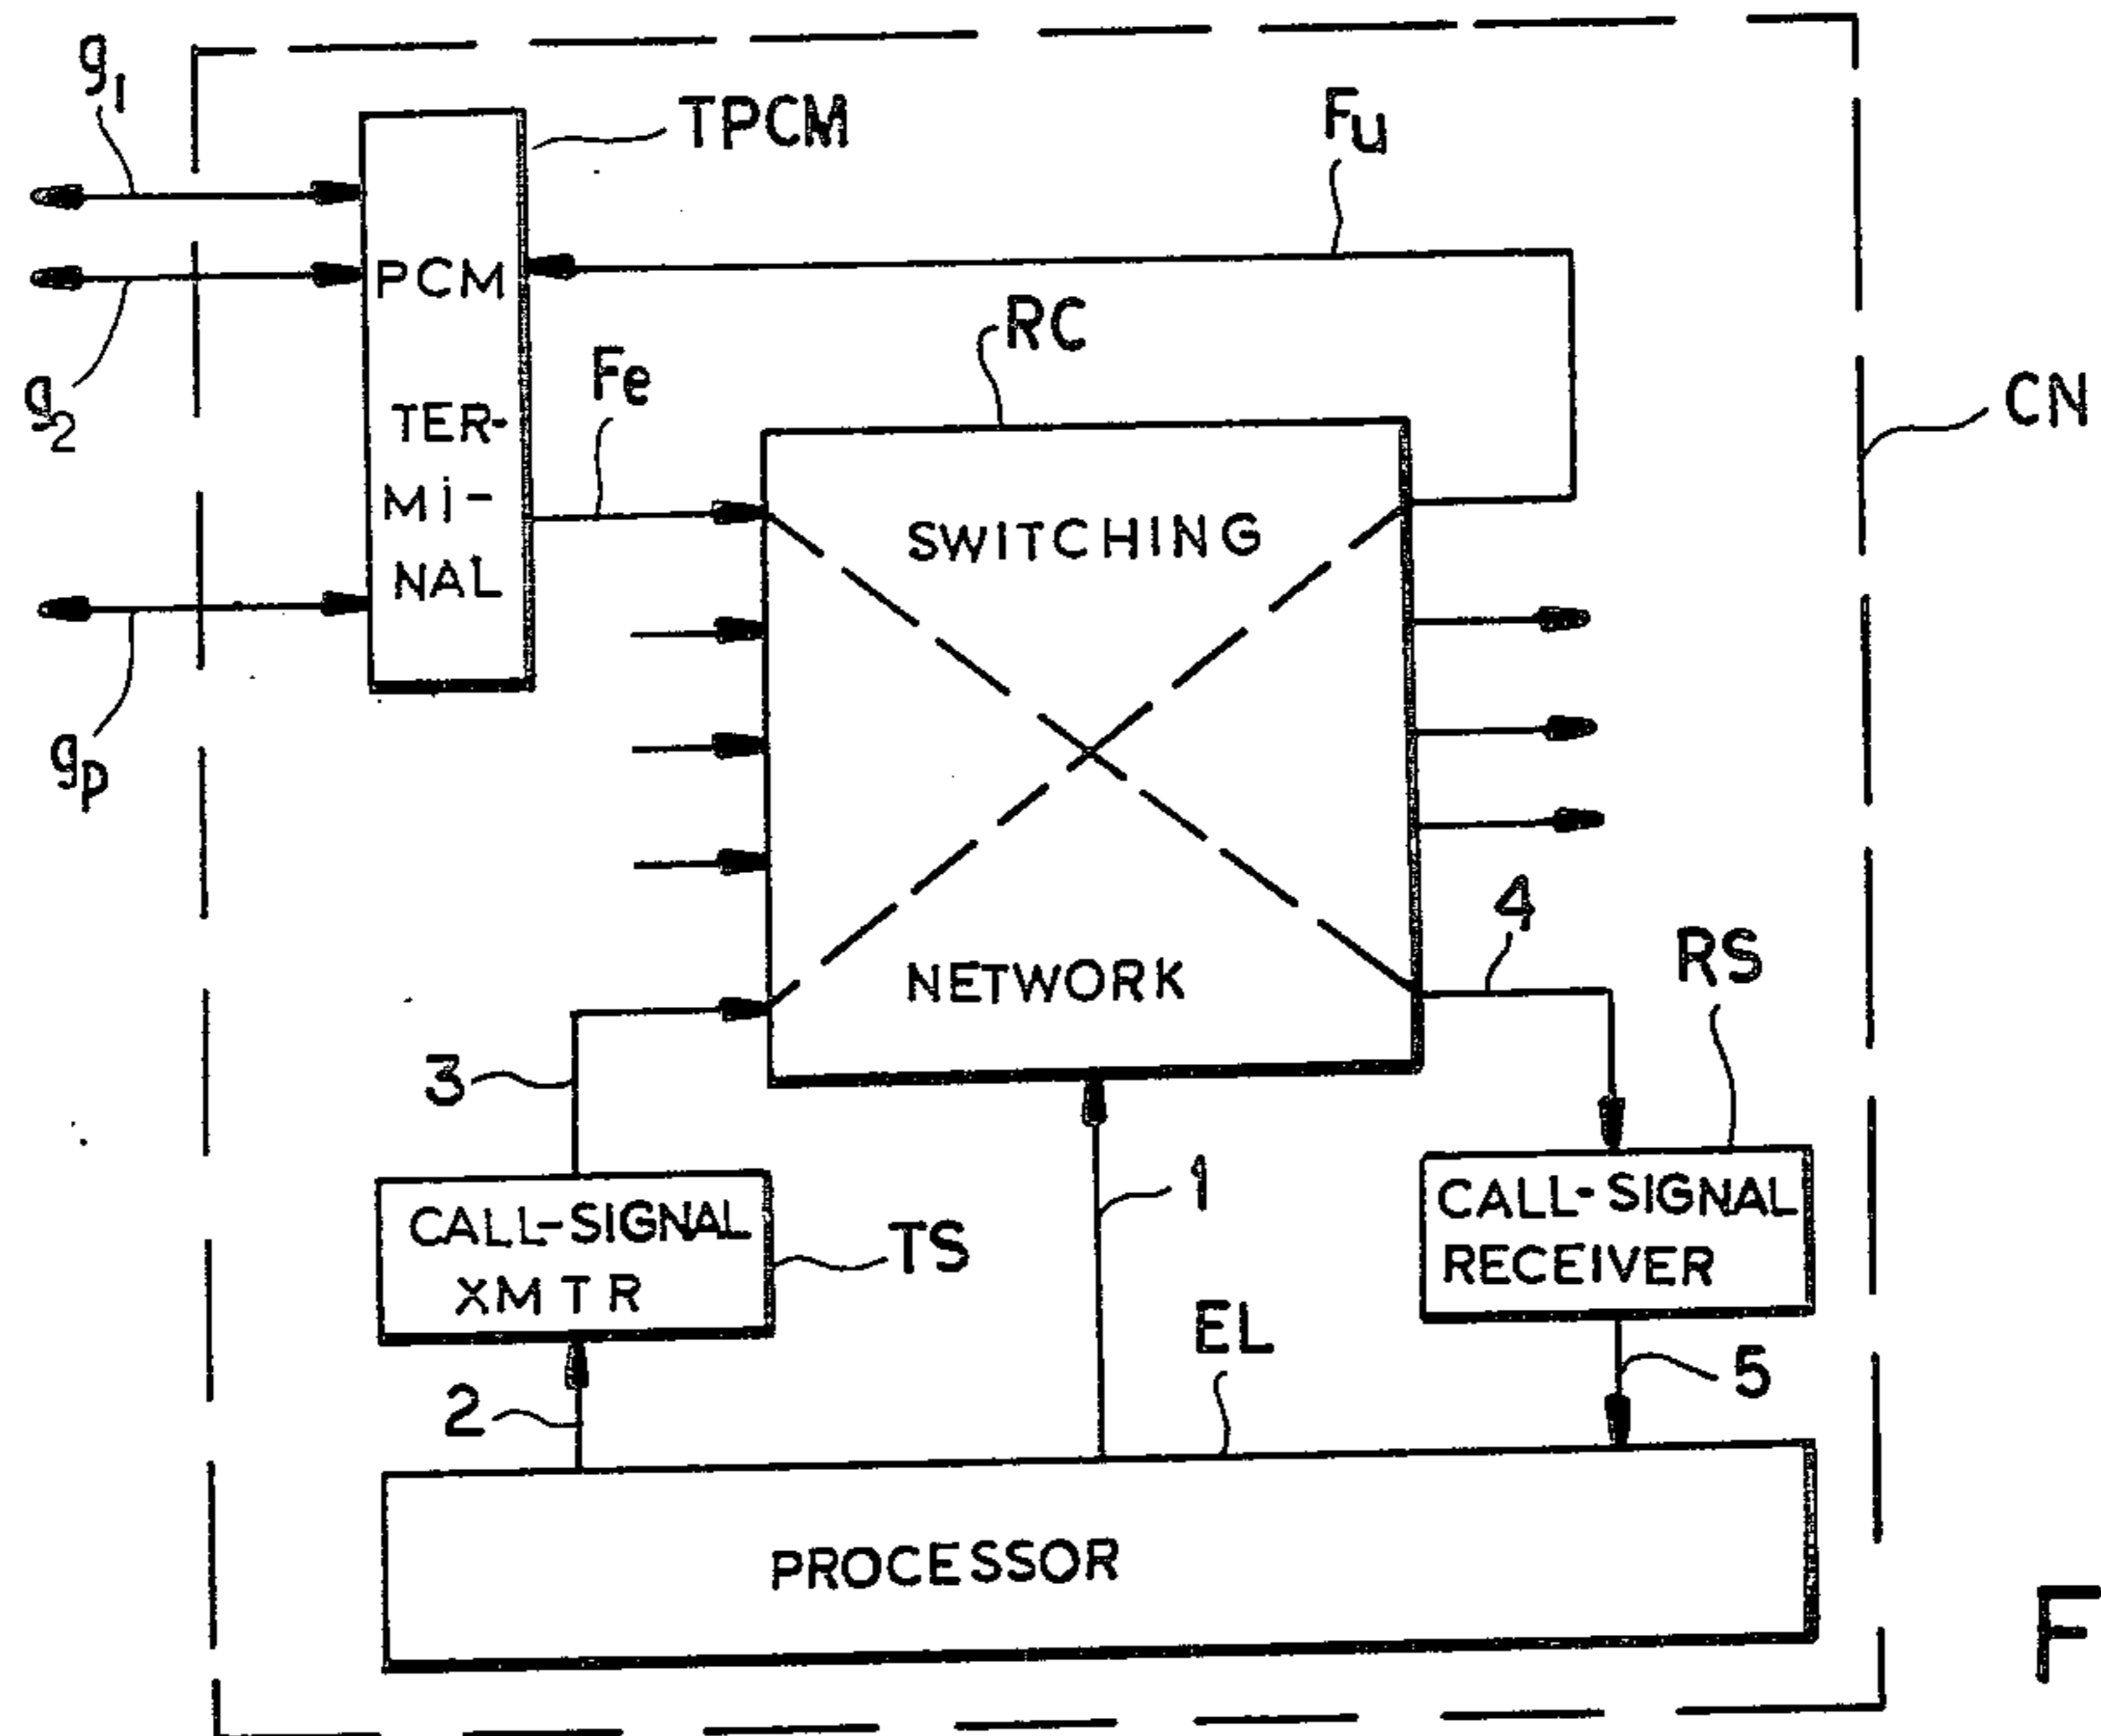 g1
TPCM
Fu
PCM
g2
Fe
RC
CN
TER-
Mi-
NAL
SWITCHING
gp
NETWORK
4
RS
3
1
CALL-SIGNAL
XMTR
TS
CALL-SIGNAL
RECEIVER
EL
2
5
PROCESSOR
F